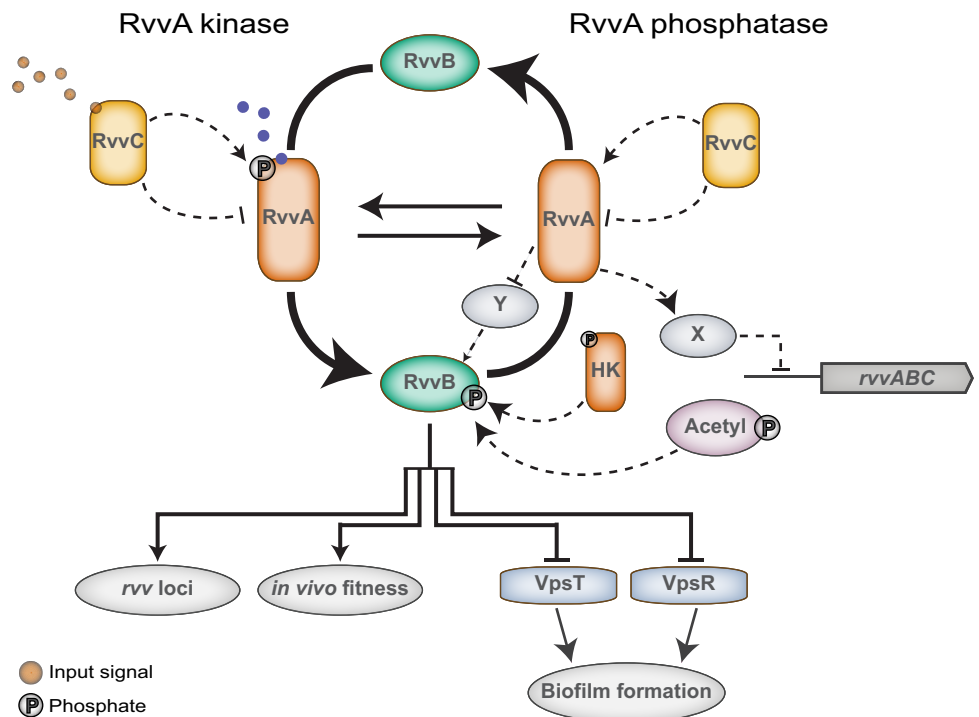 RvvA kinase
RvvA phosphatase
RvvB
RvvC
RvvC
P
RvvA
RvvA
Y
X
P
HK
rvvABC
RvvB
P
Acetyl
P
rvv loci
in vivo fitness
VpsT
VpsR
Input signal
Biofilm formation
P Phosphate